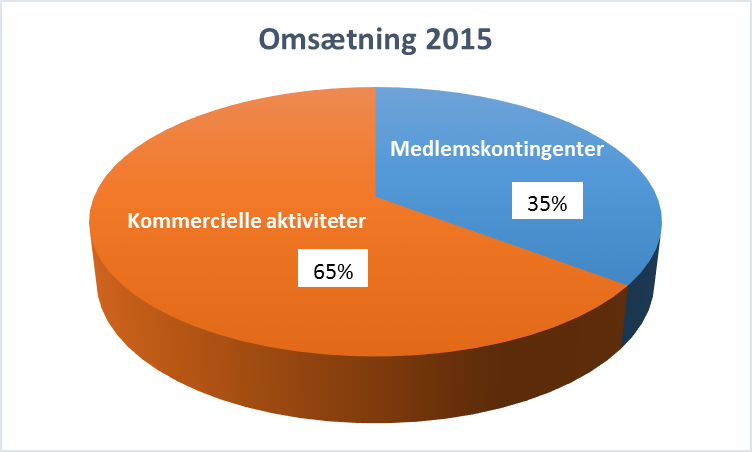 Omsætning 2015
Medlemskontingenter
35%
Kommercielle aktiviteter
65%